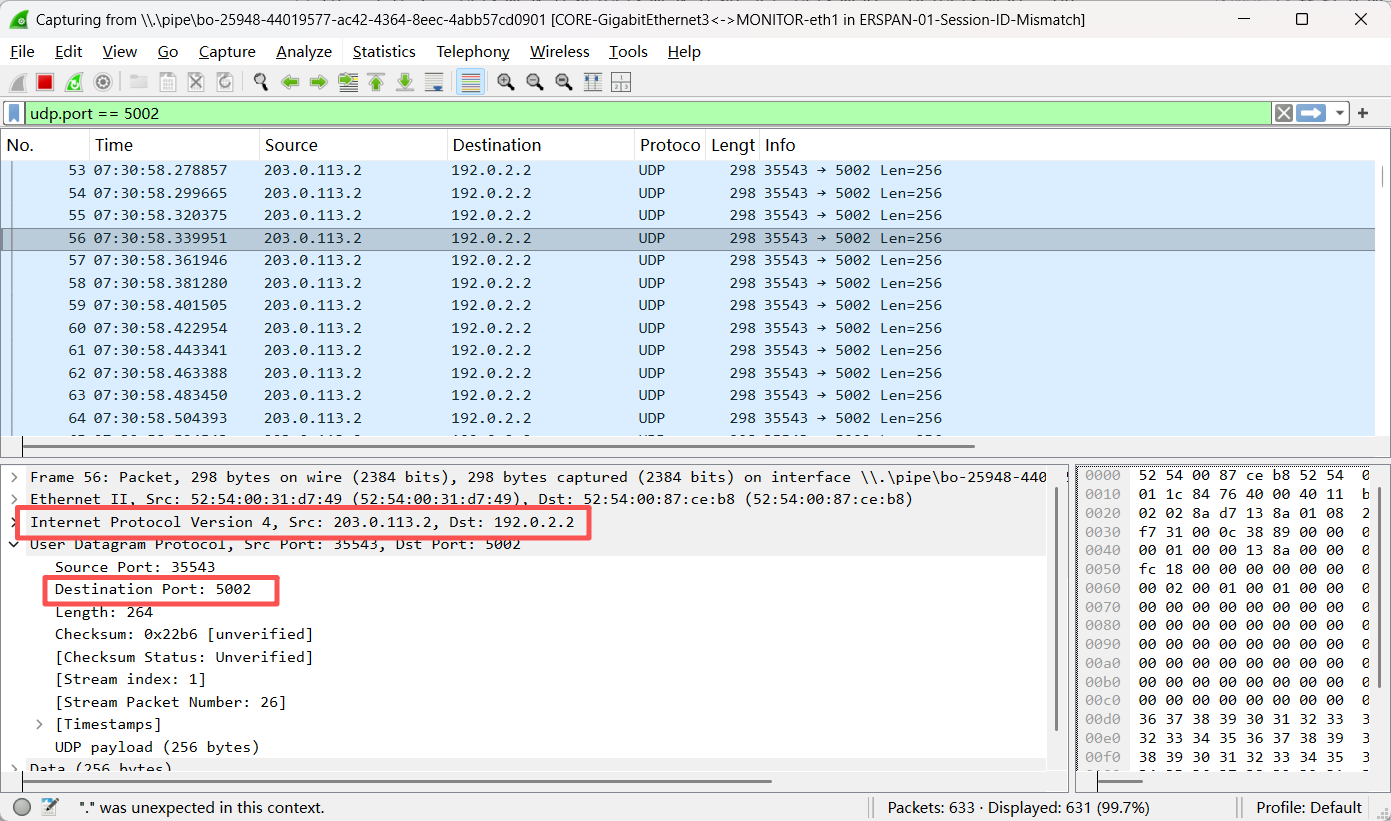 Capturing from \\.\pipe\bo-25948-44019577-ac42-4364-8eec-4abb57cd0901 [CORE-GigabitEthernet3<->MONITOR-eth1 in ERSPAN-01-Session-ID-Mismatch]
File Edit View Go Capture Analyze Statistics Telephony Wireless Tools Help
udp.port == 5002
No. Time Source Destination Protoco Lengt Info
53 07:30:58.278857 203.0.113.2 192.0.2.2 UDP 298 35543 → 5002 Len=256
54 07:30:58.299665 203.0.113.2 192.0.2.2 UDP 298 35543 → 5002 Len=256
55 07:30:58.320375 203.0.113.2 192.0.2.2 UDP 298 35543 → 5002 Len=256
56 07:30:58.339951 203.0.113.2 192.0.2.2 UDP 298 35543 → 5002 Len=256
57 07:30:58.361946 203.0.113.2 192.0.2.2 UDP 298 35543 → 5002 Len=256
58 07:30:58.381280 203.0.113.2 192.0.2.2 UDP 298 35543 → 5002 Len=256
59 07:30:58.401505 203.0.113.2 192.0.2.2 UDP 298 35543 → 5002 Len=256
60 07:30:58.422954 203.0.113.2 192.0.2.2 UDP 298 35543 → 5002 Len=256
61 07:30:58.443341 203.0.113.2 192.0.2.2 UDP 298 35543 → 5002 Len=256
62 07:30:58.463388 203.0.113.2 192.0.2.2 UDP 298 35543 → 5002 Len=256
63 07:30:58.483450 203.0.113.2 192.0.2.2 UDP 298 35543 → 5002 Len=256
64 07:30:58.504393 203.0.113.2 192.0.2.2 UDP 298 35543 → 5002 Len=256
Frame 56: Packet, 298 bytes on wire (2384 bits), 298 bytes captured (2384 bits) on interface \\.\pipe\bo-25948-440
Ethernet II, Src: 52:54:00:31:d7:49 (52:54:00:31:d7:49), Dst: 52:54:00:87:ce:b8 (52:54:00:87:ce:b8)
Internet Protocol Version 4, Src: 203.0.113.2, Dst: 192.0.2.2
User Datagram Protocol, Src Port: 35543, Dst Port: 5002
Source Port: 35543
Destination Port: 5002
Length: 264
Checksum: 0x22b6 [unverified]
[Checksum Status: Unverified]
[Stream index: 1]
[Stream Packet Number: 26]
[Timestamps]
UDP payload (256 bytes)
Data (256 bytes)
0000 52 54 00 87 ce b8 52 54
0010 01 1c 84 76 40 00 40 11
0020 02 02 8a d7 13 8a 01 08
0030 f7 31 00 0c 38 89 00 00
0040 00 01 00 00 13 8a 00 00
0050 fc 18 00 00 00 00 00 00
0060 00 02 00 01 00 01 00 00
0070 00 00 00 00 00 00 00 00
0080 00 00 00 00 00 00 00 00
0090 00 00 00 00 00 00 00 00
00a0 00 00 00 00 00 00 00 00
00b0 00 00 00 00 00 00 00 00
00c0 00 00 00 00 00 00 00 00
00d0 36 37 38 39 30 31 32 33
00e0 32 33 34 35 36 37 38 39
00f0 38 39 30 31 32 33 34 35
"." was unexpected in this context.
Packets: 633 · Displayed: 631 (99.7%)
Profile: Default